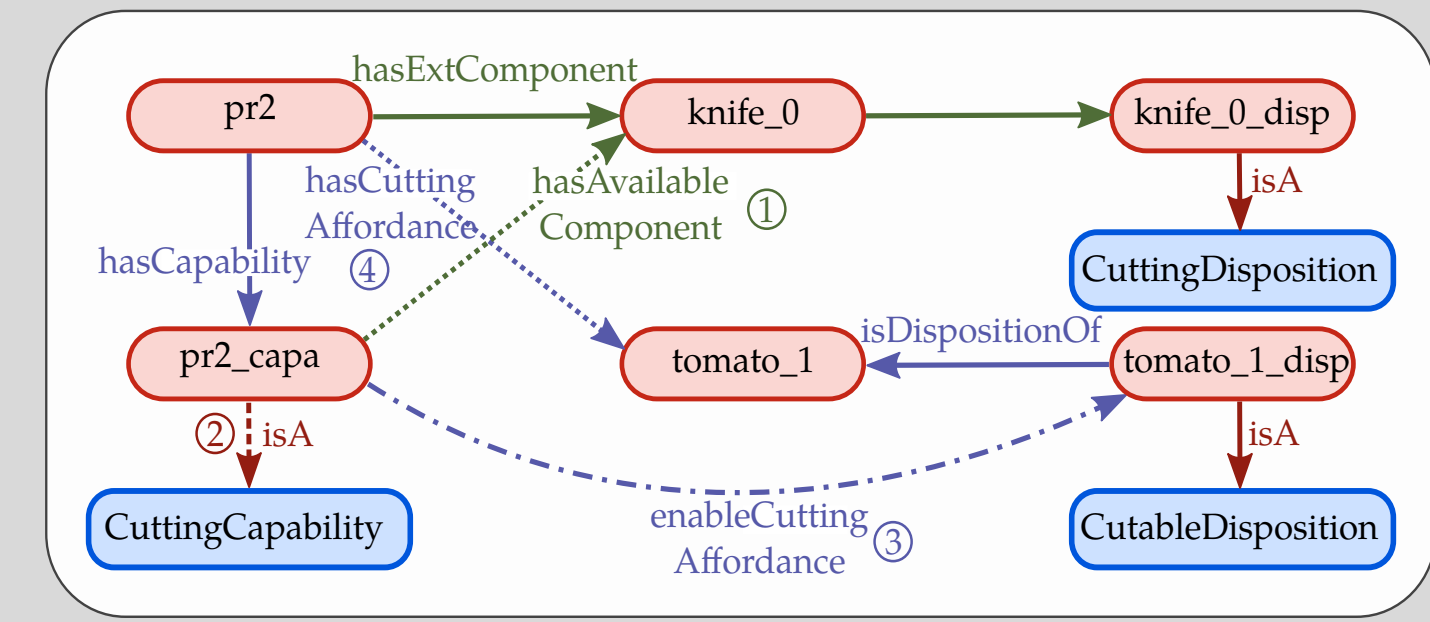 hasExtComponent
pr2
knife_0
knife_0_disp
hasCutting
Affordance
④
hasAvailable
Component
①
isA
hasCapability
CuttingDisposition
isDispositionOf
pr2_capa
tomato_1
tomato_1_disp
② isA
isA
CuttingCapability
enableCutting
Affordance
③
CutableDisposition